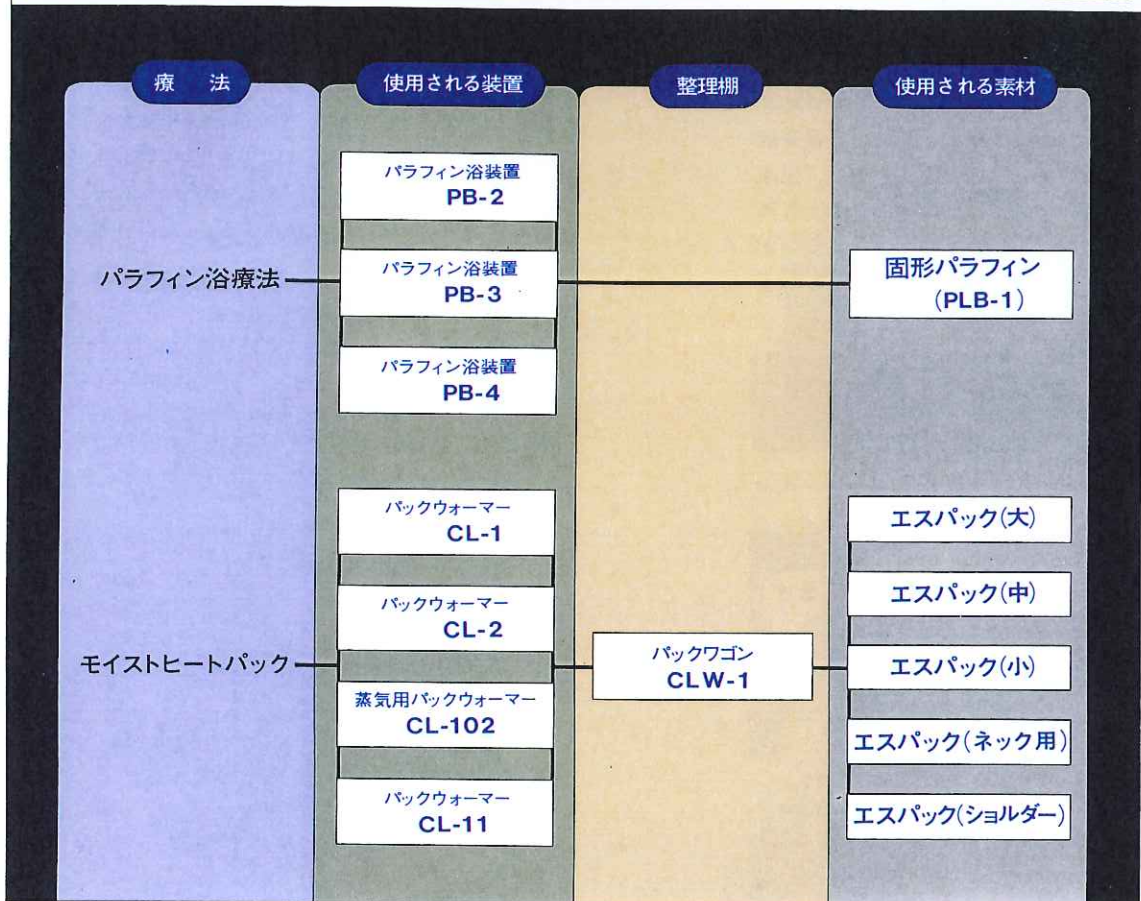 療　法
使用される装置
整理棚
使用される素材
パラフィン浴装置
PB-2
パラフィン浴療法
パラフィン浴装置
PB-3
固形パラフィン
(PLB-1)
パラフィン浴装置
PB-4
パックウォーマー
CL-1
エスパック(大)
パックウォーマー
CL-2
エスパック(中)
モイストヒートパック
パックワゴン
CLW-1
エスパック(小)
蒸気用パックウォーマー
CL-102
エスパック(ネック用)
パックウォーマー
CL-11
エスパック(ショルダー)